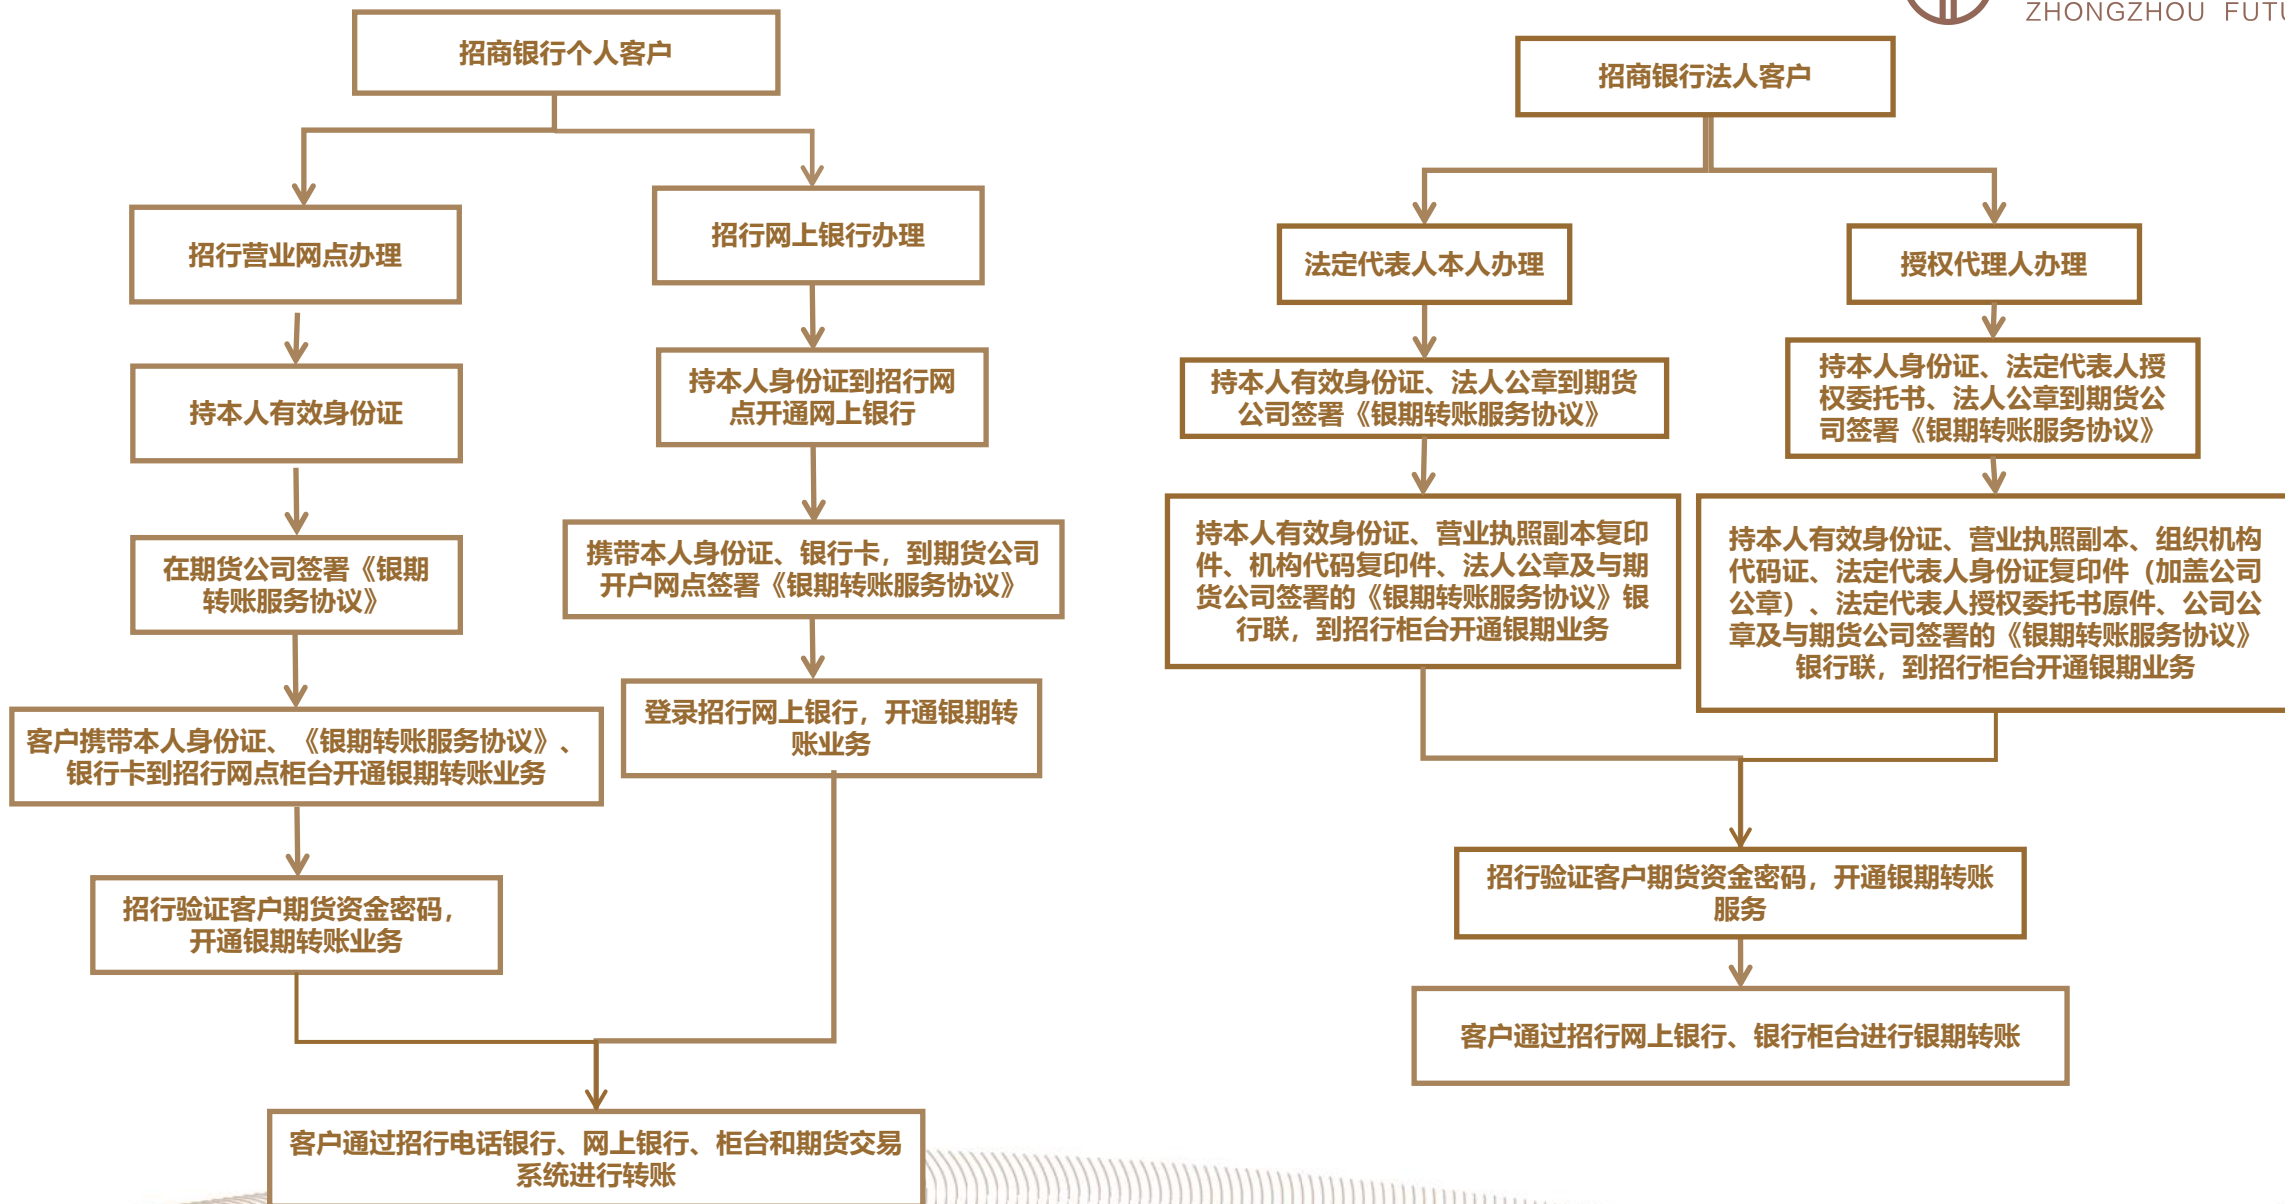 ZHONGZHOU FUTU
招商银行个人客户
招行营业网点办理
持本人有效身份证
在期货公司签署《银期
转账服务协议》
客户携带本人身份证、《银期转账服务协议》、
银行卡到招行网点柜台开通银期转账业务
招行验证客户期货资金密码，
开通银期转账业务
招行网上银行办理
持本人身份证到招行网
点开通网上银行
携带本人身份证、银行卡，到期货公司
开户网点签署《银期转账服务协议》
登录招行网上银行，开通银期转
账业务
客户通过招行电话银行、网上银行、柜台和期货交易
系统进行转账
招商银行法人客户
法定代表人本人办理
持本人有效身份证、法人公章到期货
公司签署《银期转账服务协议》
持本人有效身份证、营业执照副本复印
件、机构代码复印件、法人公章及与期
货公司签署的《银期转账服务协议》银
行联，到招行柜台开通银期业务
授权代理人办理
持本人身份证、法定代表人授
权委托书、法人公章到期货公
司签署《银期转账服务协议》
持本人有效身份证、营业执照副本、组织机构
代码证、法定代表人身份证复印件（加盖公司
公章）、法定代表人授权委托书原件、公司公
章及与期货公司签署的《银期转账服务协议》
银行联，到招行柜台开通银期业务
招行验证客户期货资金密码，开通银期转账
服务
客户通过招行网上银行、银行柜台进行银期转账